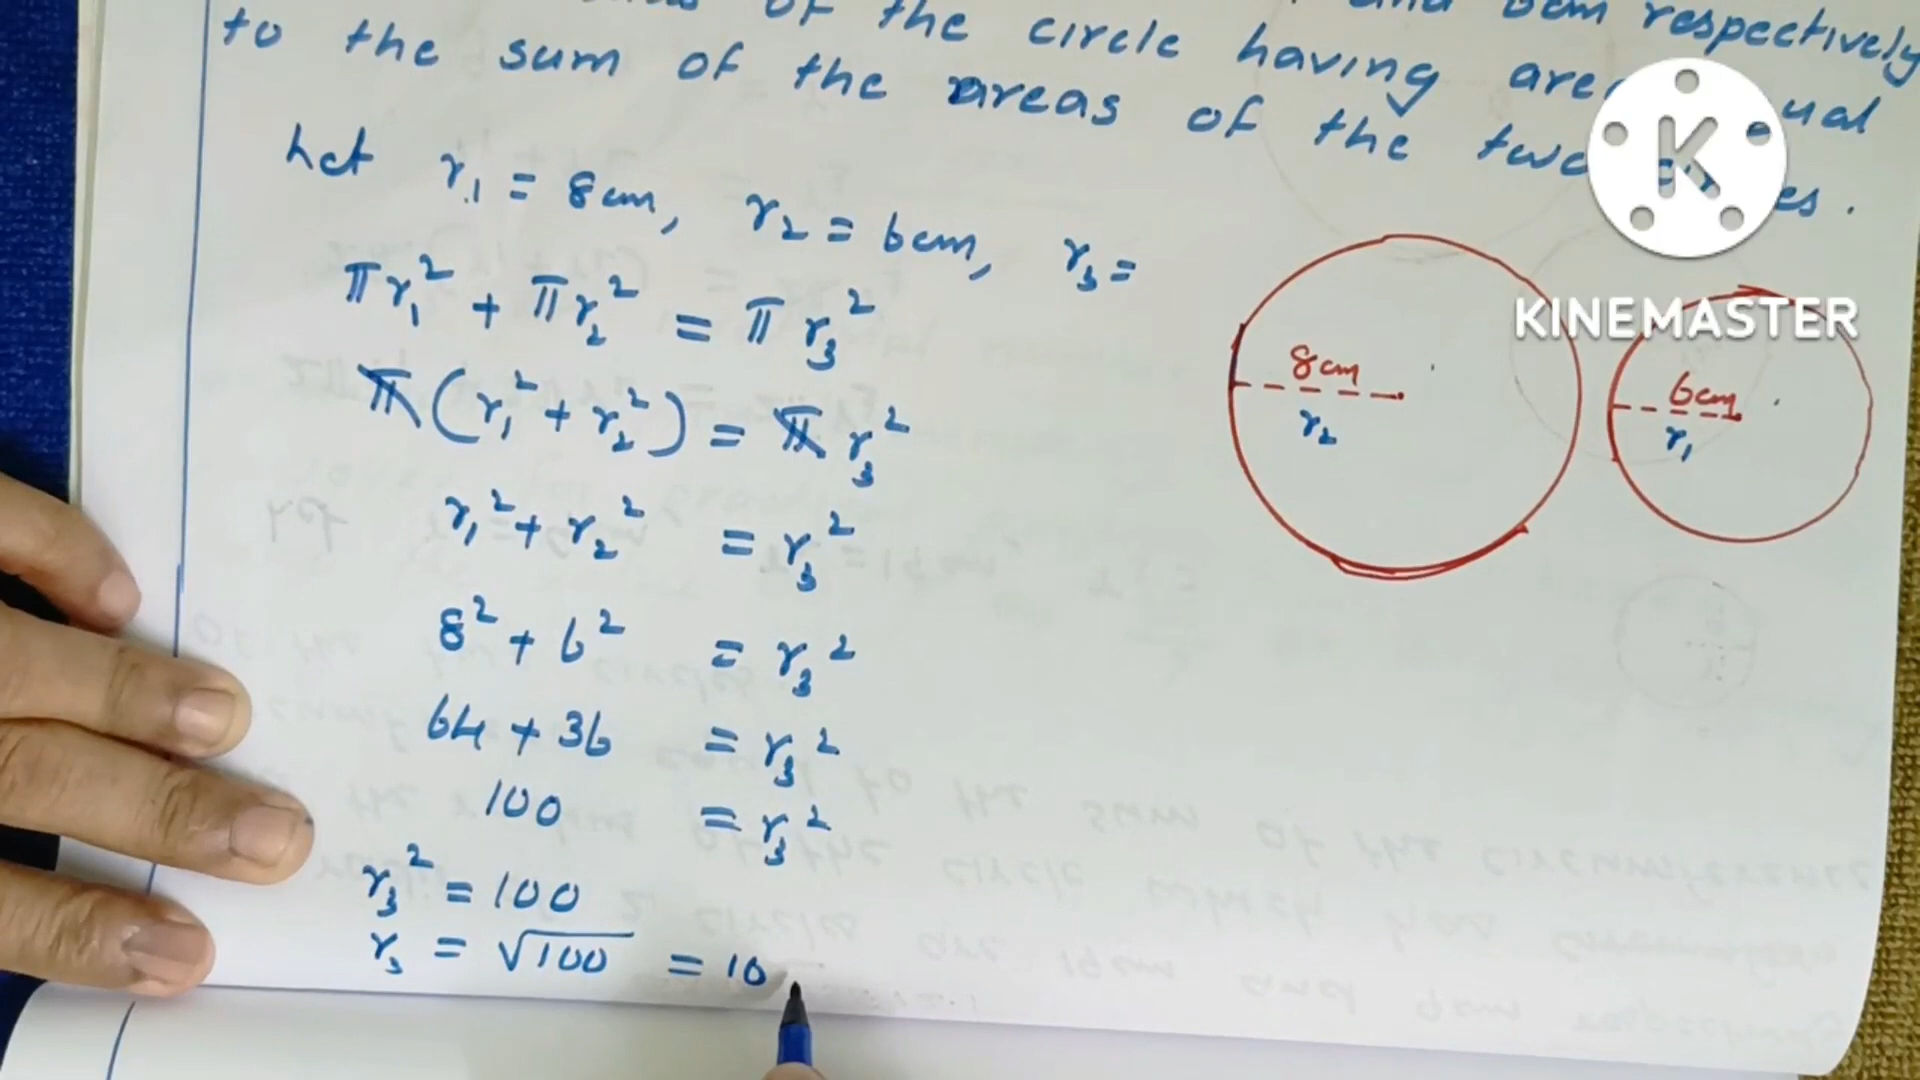 of the circle having and 6cm respectively
to the sum of the areas of the two
Let r₁ = 8cm, r₂ = 6cm, r₃ =
πr₁² + πr₂² = πr₃²
π(r₁² + r₂²) = πr₃²
r₁² + r₂² = r₃²
8² + 6² = r₃²
64 + 36 = r₃²
100 = r₃²
r₃² = 100
r₃ = √100 = 10
8cm
r₂
6cm
r₁
K
KINEMASTER